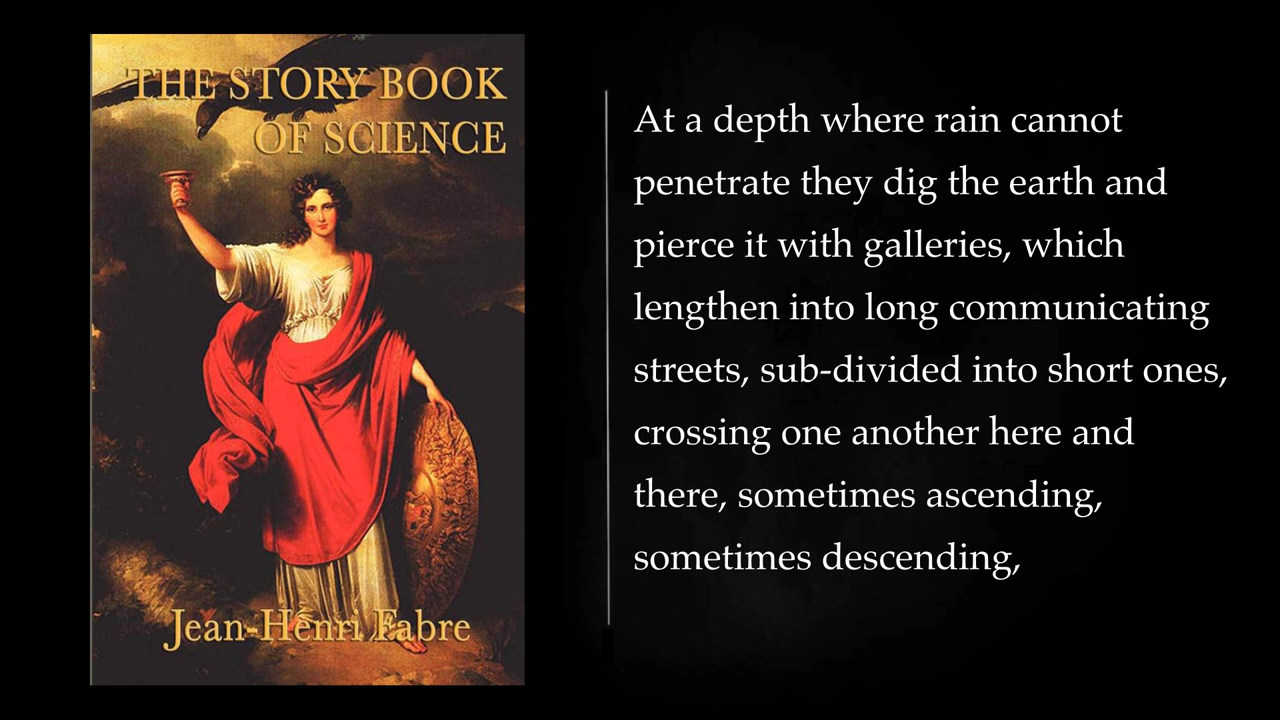 THE STORY BOOK
OF SCIENCE
Jean-Henri Fabre
At a depth where rain cannot
penetrate they dig the earth and
pierce it with galleries, which
lengthen into long communicating
streets, sub-divided into short ones,
crossing one another here and
there, sometimes ascending,
sometimes descending,